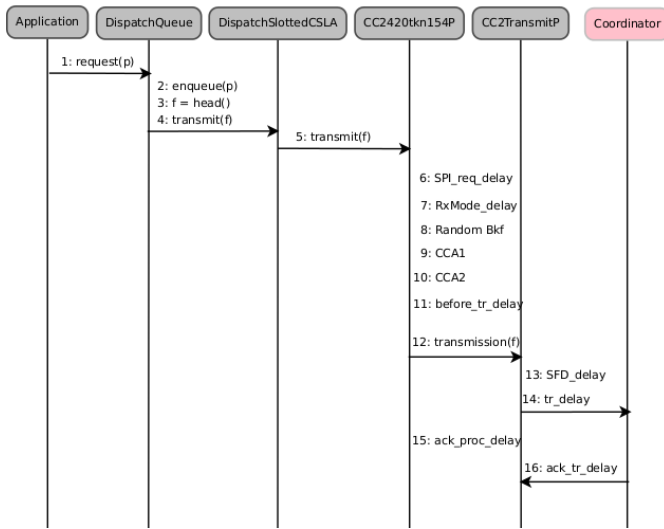 Application DispatchQueue DispatchSlottedCSLA CC2420tkn154P CC2TransmitP Coordinator
1: request(p)
2: enqueue(p)
3: f = head()
4: transmit(f)
5: transmit(f)
6: SPI_req_delay
7: RxMode_delay
8: Random Bkf
9: CCA1
10: CCA2
11: before_tr_delay
12: transmission(f)
13: SFD_delay
14: tr_delay
15: ack_proc_delay
16: ack_tr_delay